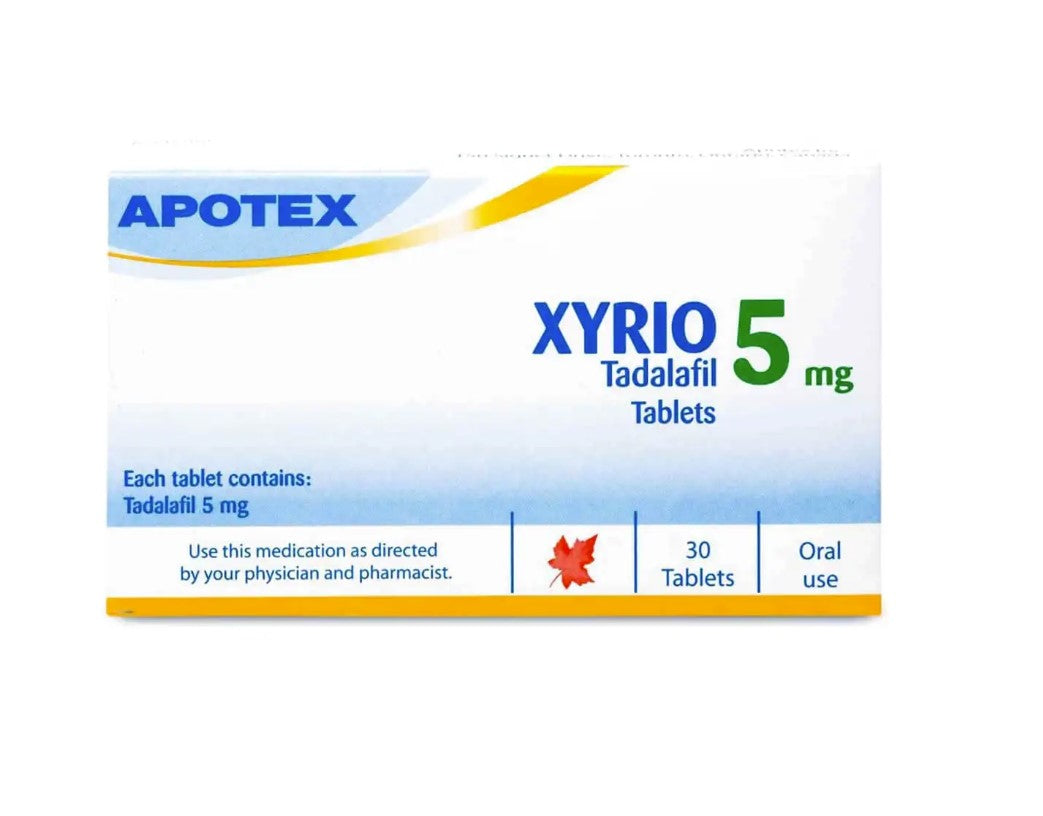 APOTEX
XYRIO 5 mg
Tadalafil
Tablets
Each tablet contains:
Tadalafil 5 mg
Use this medication as directed
by your physician and pharmacist.
30
Tablets
Oral
use